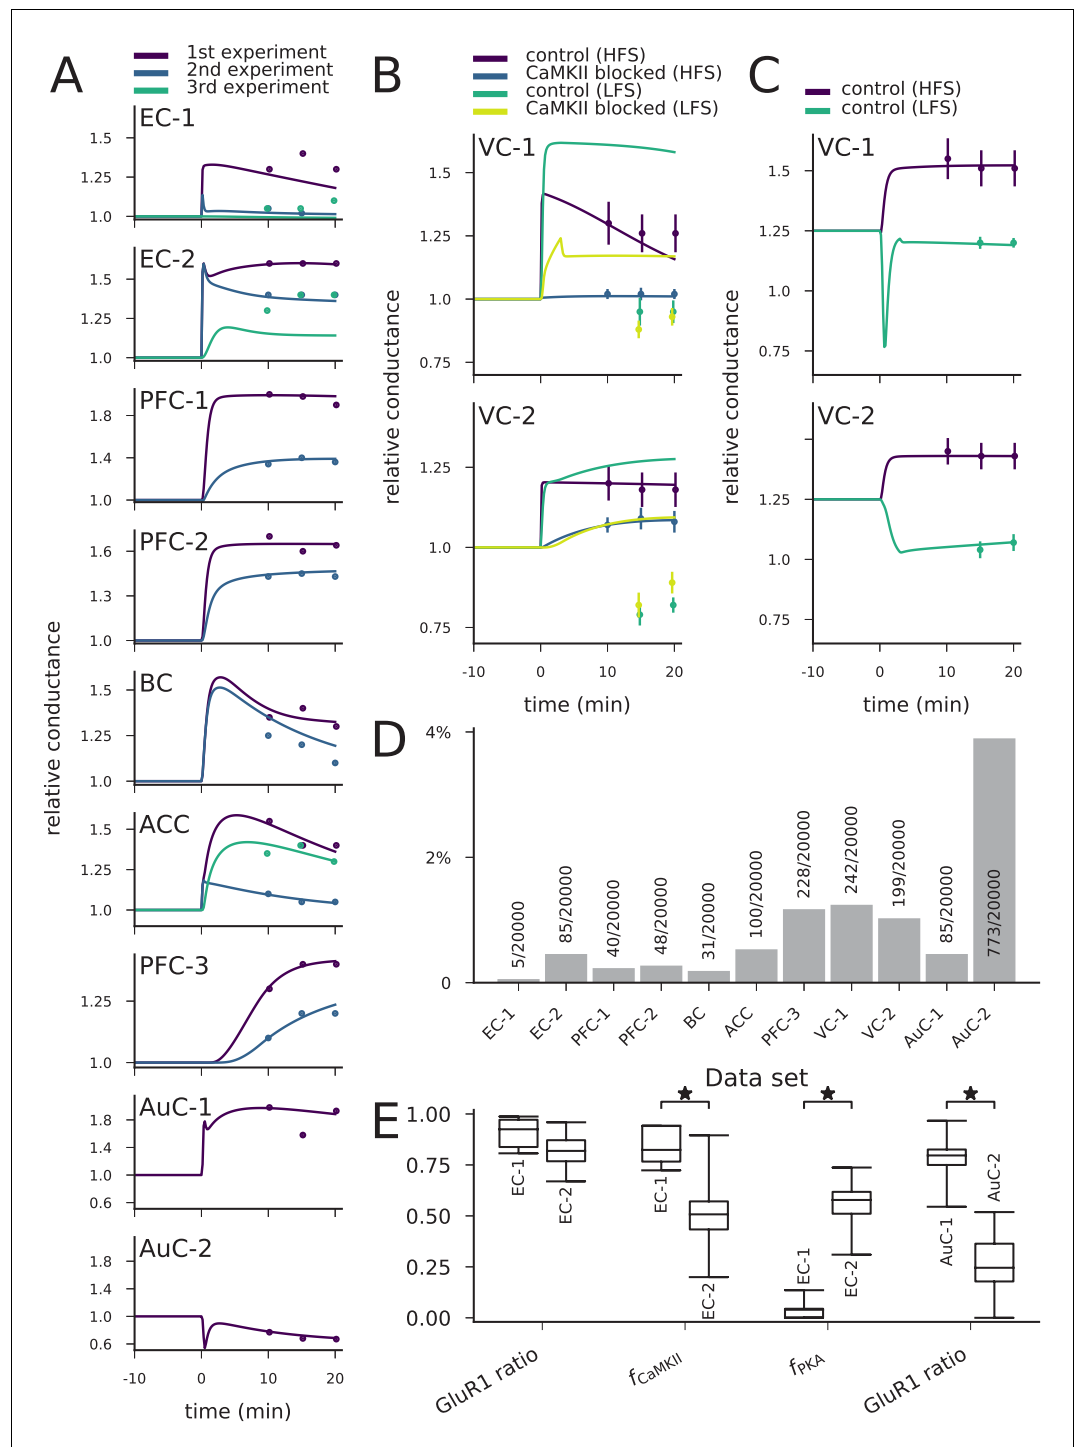 A
1st experiment
2nd experiment
3rd experiment
EC-1
1.5
1.25
1.0
EC-2
1.5
1.25
1.0
PFC-1
1.8
1.4
1.0
PFC-2
1.6
1.3
1.0
BC
1.5
1.25
1.0
ACC
1.5
1.25
1.0
PFC-3
1.25
1.0
AuC-1
1.8
1.4
1.0
0.6
AuC-2
1.8
1.4
1.0
0.6
-10 0 10 20
time (min)
relative conductance
B
control (HFS)
CaMKII blocked (HFS)
control (LFS)
CaMKII blocked (LFS)
VC-1
1.5
1.25
1.0
0.75
VC-2
1.25
1.0
0.75
-10 0 10 20
time (min)
relative conductance
C
control (HFS)
control (LFS)
VC-1
1.5
1.25
1.0
0.75
VC-2
1.25
1.0
0.75
-10 0 10 20
time (min)
relative conductance
D
4%
2%
0
5/20000
85/20000
40/20000
48/20000
31/20000
100/20000
228/20000
242/20000
199/20000
85/20000
773/20000
EC-1
EC-2
PFC-1
PFC-2
BC
ACC
PFC-3
VC-1
VC-2
AuC-1
AuC-2
Data set
E
1.00
0.75
0.50
0.25
0.00
EC-1
EC-2
EC-1
EC-2
EC-1
EC-2
AuC-1
AuC-2
GluR1 ratio
fCaMKII
fPKA
GluR1 ratio